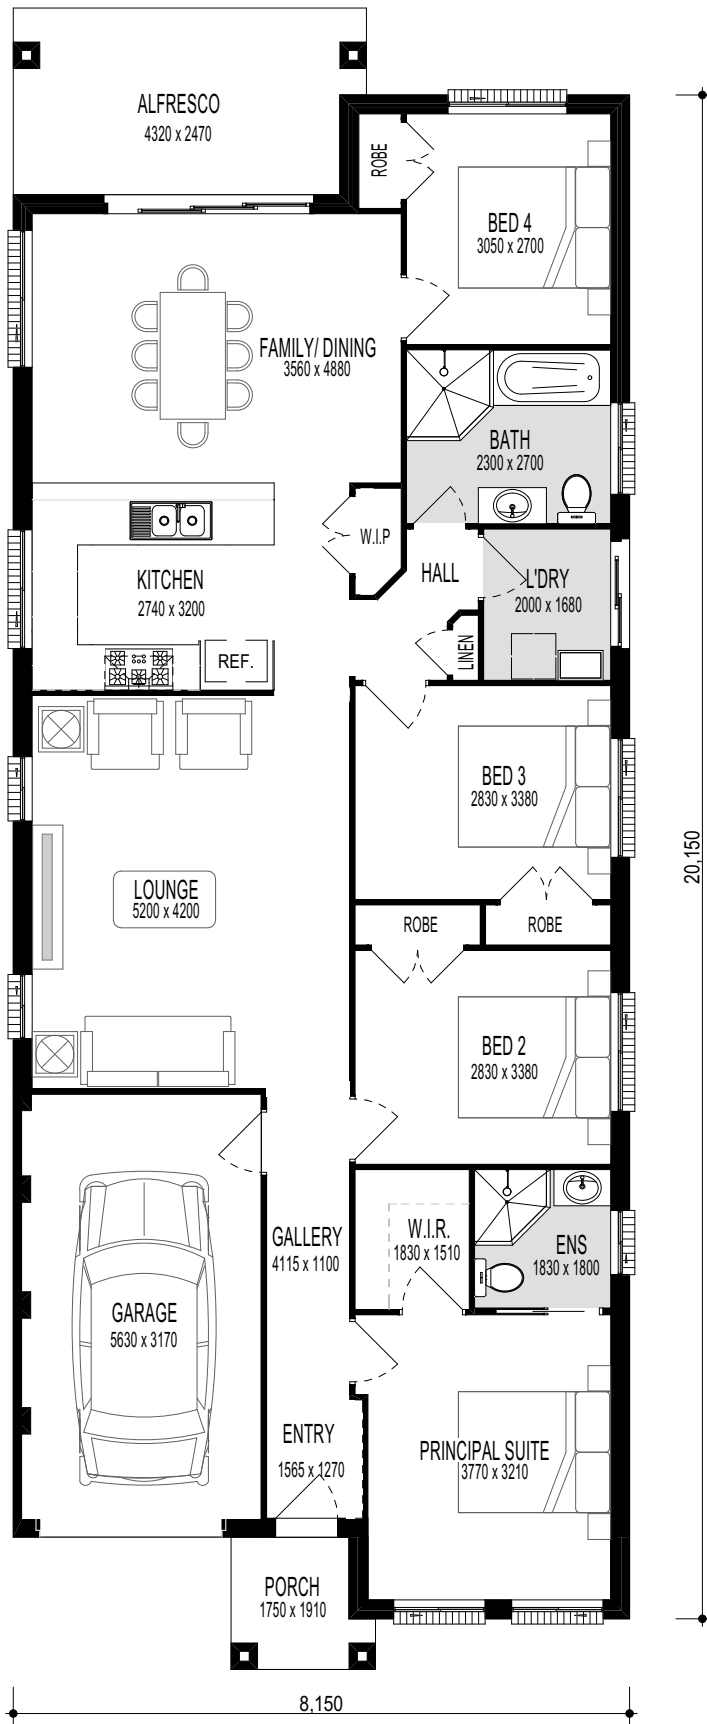 ALFRESCO
4320 x 2470
ROBE
BED 4
3050 x 2700
FAMILY/ DINING
3560 x 4880
BATH
2300 x 2700
W.I.P
HALL
L'DRY
2000 x 1680
KITCHEN
2740 x 3200
LINEN
REF.
BED 3
2830 x 3380
20,150
LOUNGE
5200 x 4200
ROBE
ROBE
BED 2
2830 x 3380
GALLERY
4115 x 1100
W.I.R.
1830 x 1510
ENS
1830 x 1800
GARAGE
5630 x 3170
ENTRY
1565 x 1270
PRINCIPAL SUITE
3770 x 3210
PORCH
1750 x 1910
8,150